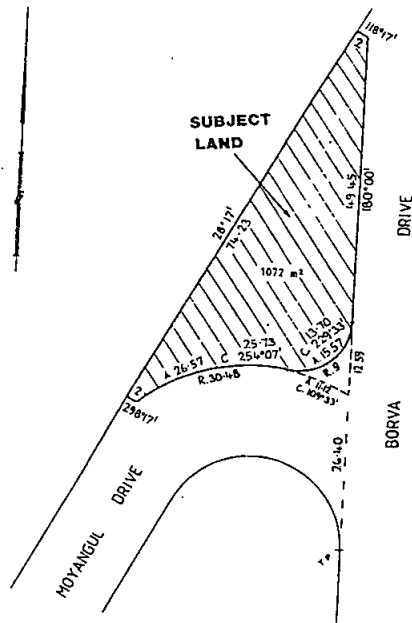 118°17'
2
SUBJECT
LAND
49·45
180°00'
28°17'
74·23
DRIVE
1072 m²
13·70
C. 229°33'
A 15·57
R.9
25·73
C 254°07'
A 26·57
R.30·48
12·59
C. 109°33'
2
298°17'
26·40
BORVA
DRIVE
MOYANGUL